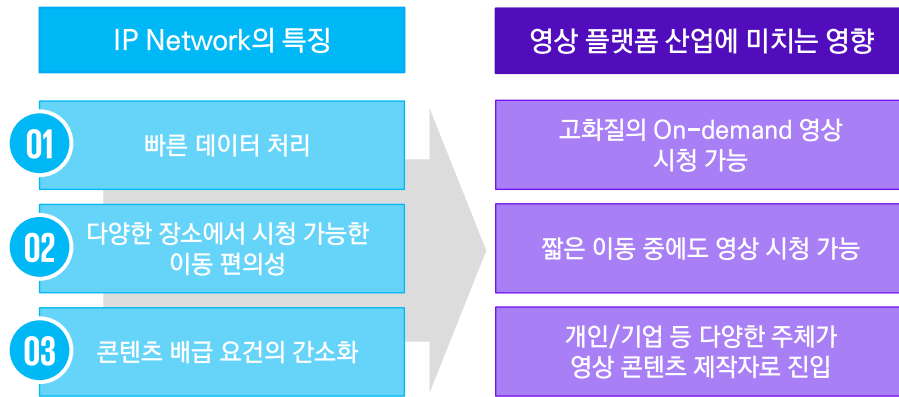 IP Network의 특징
영상 플랫폼 산업에 미치는 영향
01
빠른 데이터 처리
고화질의 On-demand 영상
시청 가능
02
다양한 장소에서 시청 가능한
이동 편의성
짧은 이동 중에도 영상 시청 가능
03
콘텐츠 배급 요건의 간소화
개인/기업 등 다양한 주체가
영상 콘텐츠 제작자로 진입